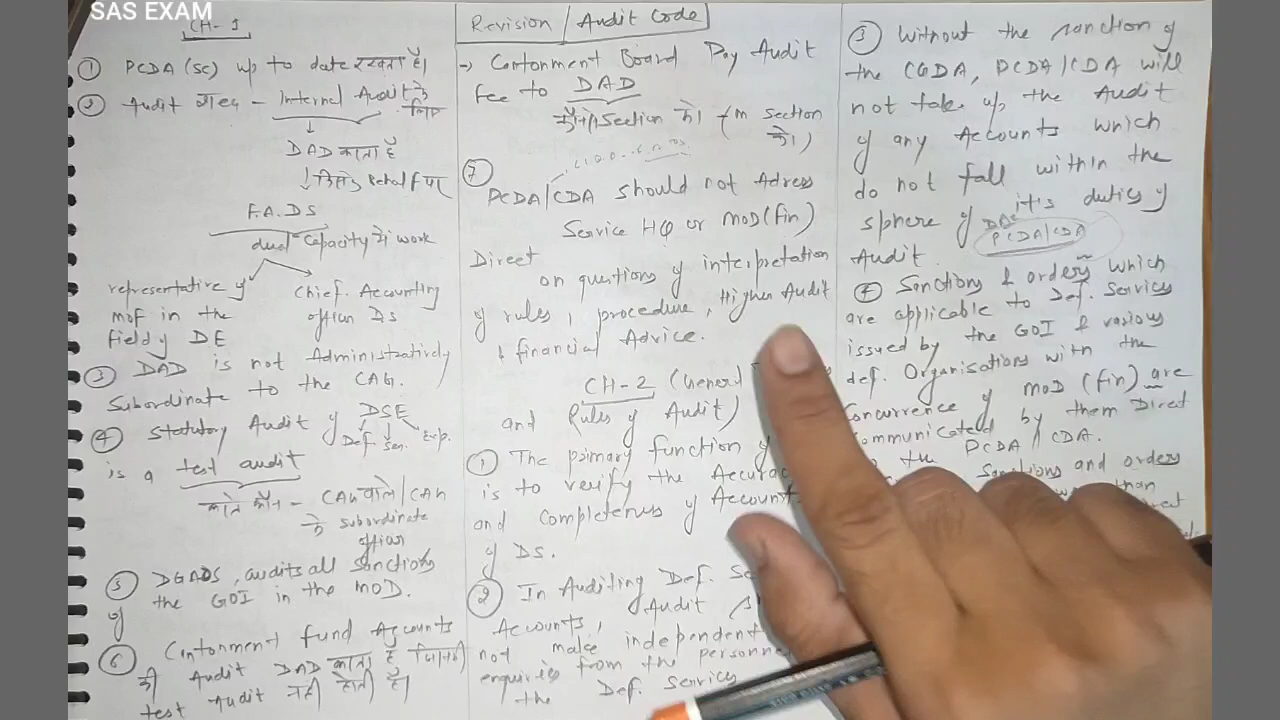 SAS EXAM
CH-1
① PCDA (SC) up to date रखता है।
② Audit शब्द - Internal Audit के लिए
DAD करता है
किसके behalf पर
F.A.DS
dual Capacity में work
representative of
mof in the
field of DE
Chief. Accounting
officer DS
③ DAD is not Administratively
Subordinate to the CAG.
④ Statutory Audit of DSE
Def. Ser. Exp.
is a test audit
करते कौन - CAG वाले / CAG
के subordinate
officer
⑤ DGADS, audits all Sanctions
of the GOI in the MOD.
⑥ Cantonment fund Accounts
की Audit DAD करता है जिसकी
test Audit नहीं होती है।
Revision / Audit Code
→ Cantonment Board Pay Audit
fee to DAD
कौन से Section को। (m section
को।)
⑦
PCDA/CDA should not Adress
Service HQ or MOD (fin)
Direct
on questions of interpretation
of rules, procedure, Higher Audit
& financial Advice.
CH-2 (General
and Rules of Audit)
① The primary function of
is to verify the Accuracy
and completeness of Account
of DS.
② In Auditing Def.
Accounts, Audit
not make independent
enquiries from the personnel
the Def. Services
③ Without the sanction of
the CGDA, PCDA/CDA will
not take up the Audit
of any Accounts which
do not fall within the
sphere of it's duties of
DAD
PCDA/CDA
Audit.
④ Sanctions & orders which
are applicable to Def. Services
issued by the GOI & various
def. Organisations with the
Concurrence of MOD (fin) are
communicated by them Direct
to the PCDA / CDA.
Sanctions and orders
than